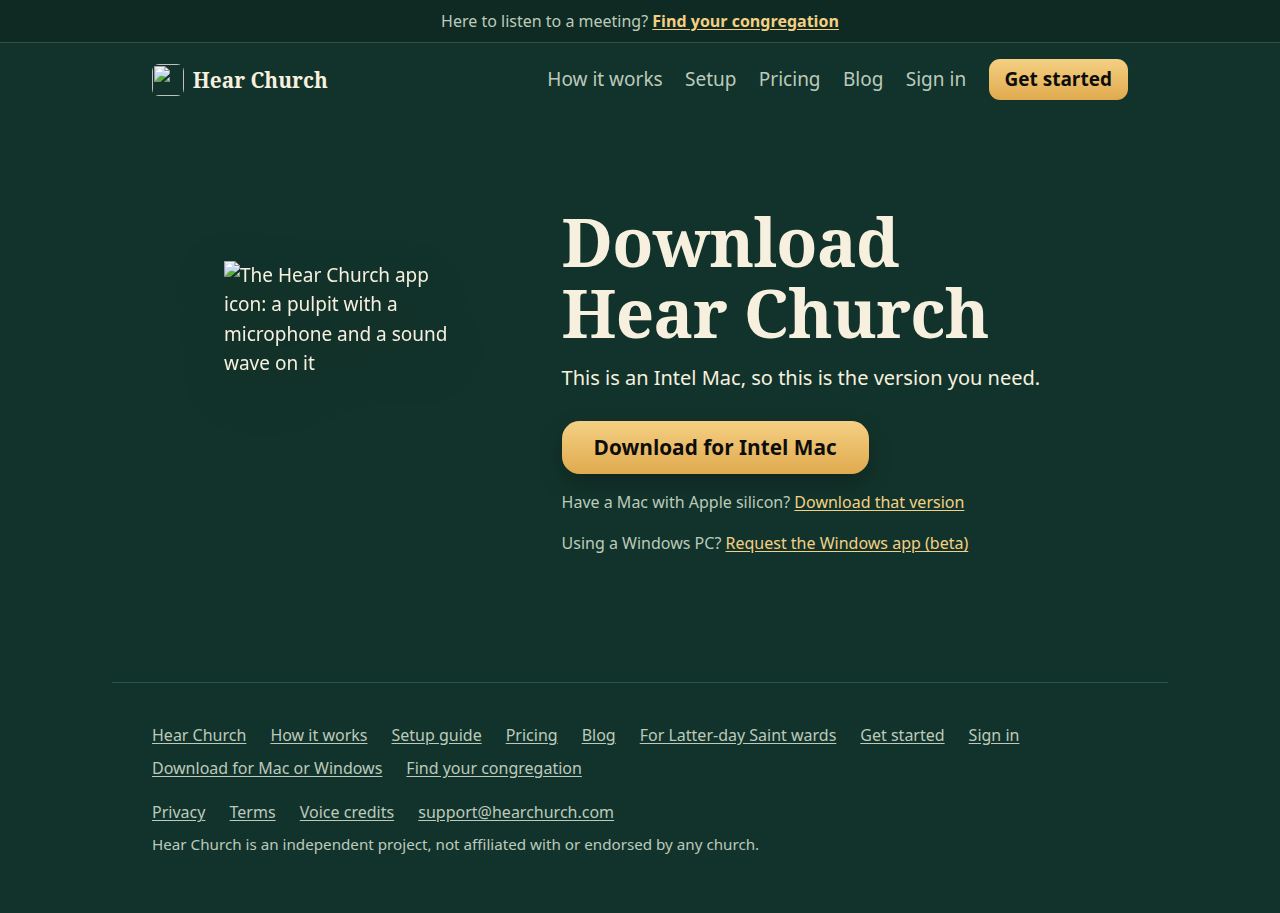 Here to listen to a meeting? Find your congregation
Hear Church
How it works Setup Pricing Blog Sign in Get started
The Hear Church app
icon: a pulpit with a
microphone and a sound
wave on it
Download
Hear Church
This is an Intel Mac, so this is the version you need.
Download for Intel Mac
Have a Mac with Apple silicon? Download that version
Using a Windows PC? Request the Windows app (beta)
Hear Church How it works Setup guide Pricing Blog For Latter-day Saint wards Get started Sign in
Download for Mac or Windows Find your congregation
Privacy Terms Voice credits support@hearchurch.com
Hear Church is an independent project, not affiliated with or endorsed by any church.